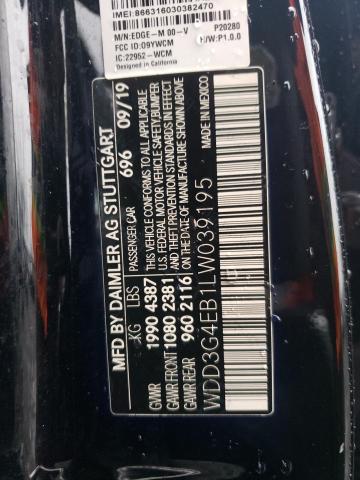 IMEI:866316030382470
M/N:EDGE-M 00-V P20280
FCC ID:O9YWCM H/W:P1.0.0
IC:22952-WCM
Designed in California
MFD BY DAIMLER AG STUTTGART
PASSENGER CAR 696 09/19
KG LBS
GAWR 1990 4387 THIS VEHICLE CONFORMS TO ALL APPLICABLE
GAWR FRONT 1080 2381 U.S. FEDERAL MOTOR VEHICLE SAFETY, BUMPER
GAWR REAR 960 2116 AND THEFT PREVENTION STANDARDS IN EFFECT
ON THE DATE OF MANUFACTURE SHOWN ABOVE.
WDD3G4EB1LW039195
MADE IN MEXICO